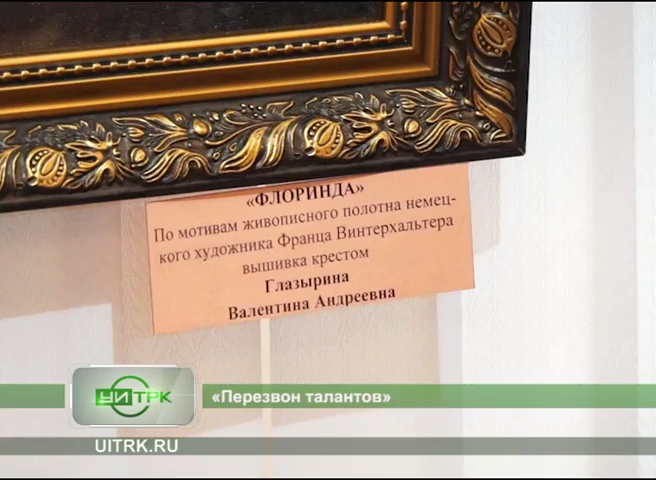 «ФЛОРИНДА»
По мотивам живописного полотна немец-
кого художника Франца Винтерхальтера
вышивка крестом
Глазырина
Валентина Андреевна
УИТРК
«Перезвон талантов»
UITRK.RU